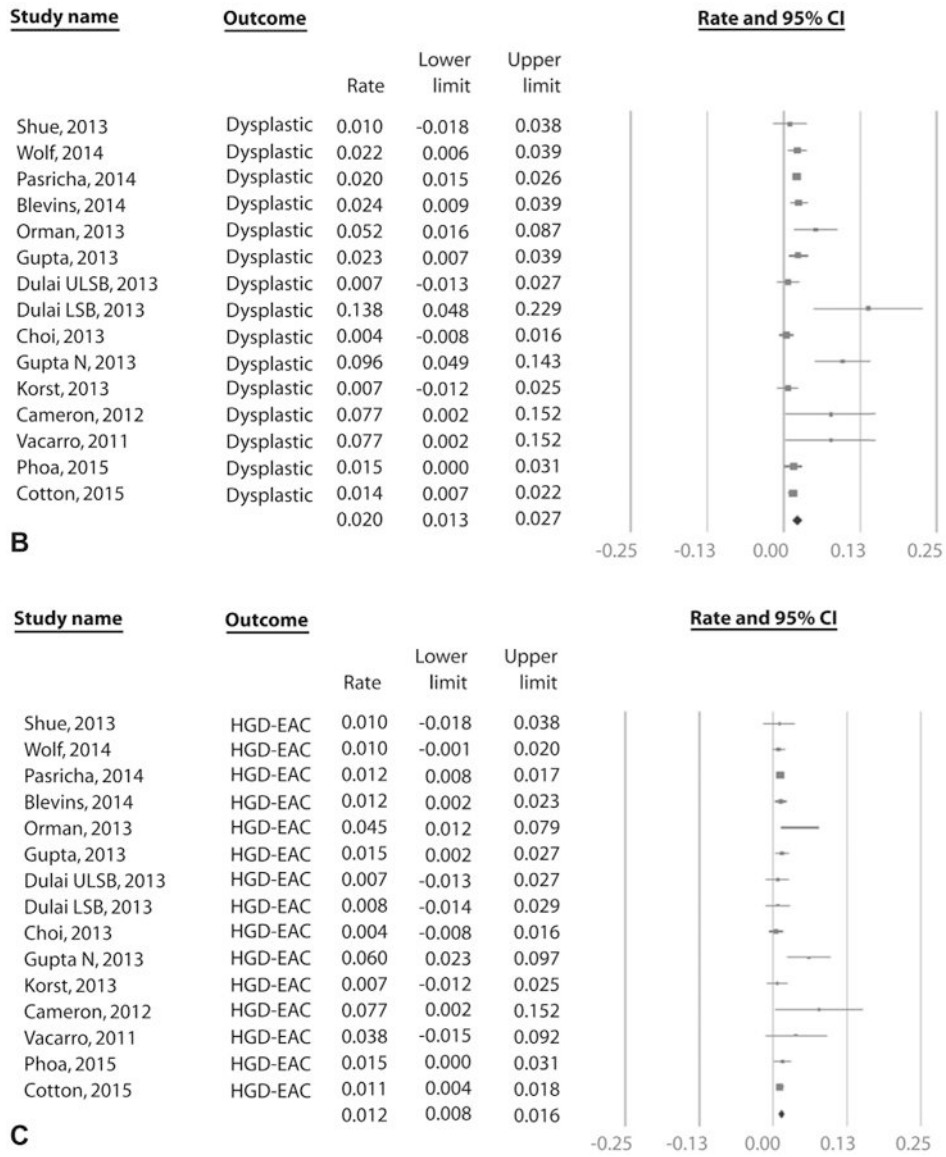 Study name Outcome Rate and 95% CI
Rate Lower limit Upper limit
Shue, 2013 Dysplastic 0.010 -0.018 0.038
Wolf, 2014 Dysplastic 0.022 0.006 0.039
Pasricha, 2014 Dysplastic 0.020 0.015 0.026
Blevins, 2014 Dysplastic 0.024 0.009 0.039
Orman, 2013 Dysplastic 0.052 0.016 0.087
Gupta, 2013 Dysplastic 0.023 0.007 0.039
Dulai ULSB, 2013 Dysplastic 0.007 -0.013 0.027
Dulai LSB, 2013 Dysplastic 0.138 0.048 0.229
Choi, 2013 Dysplastic 0.004 -0.008 0.016
Gupta N, 2013 Dysplastic 0.096 0.049 0.143
Korst, 2013 Dysplastic 0.007 -0.012 0.025
Cameron, 2012 Dysplastic 0.077 0.002 0.152
Vacarro, 2011 Dysplastic 0.077 0.002 0.152
Phoa, 2015 Dysplastic 0.015 0.000 0.031
Cotton, 2015 Dysplastic 0.014 0.007 0.022
0.020 0.013 0.027
B
-0.25 -0.13 0.00 0.13 0.25
Study name Outcome Rate and 95% CI
Rate Lower limit Upper limit
Shue, 2013 HGD-EAC 0.010 -0.018 0.038
Wolf, 2014 HGD-EAC 0.010 -0.001 0.020
Pasricha, 2014 HGD-EAC 0.012 0.008 0.017
Blevins, 2014 HGD-EAC 0.012 0.002 0.023
Orman, 2013 HGD-EAC 0.045 0.012 0.079
Gupta, 2013 HGD-EAC 0.015 0.002 0.027
Dulai ULSB, 2013 HGD-EAC 0.007 -0.013 0.027
Dulai LSB, 2013 HGD-EAC 0.008 -0.014 0.029
Choi, 2013 HGD-EAC 0.004 -0.008 0.016
Gupta N, 2013 HGD-EAC 0.060 0.023 0.097
Korst, 2013 HGD-EAC 0.007 -0.012 0.025
Cameron, 2012 HGD-EAC 0.077 0.002 0.152
Vacarro, 2011 HGD-EAC 0.038 -0.015 0.092
Phoa, 2015 HGD-EAC 0.015 0.000 0.031
Cotton, 2015 HGD-EAC 0.011 0.004 0.018
0.012 0.008 0.016
C
-0.25 -0.13 0.00 0.13 0.25